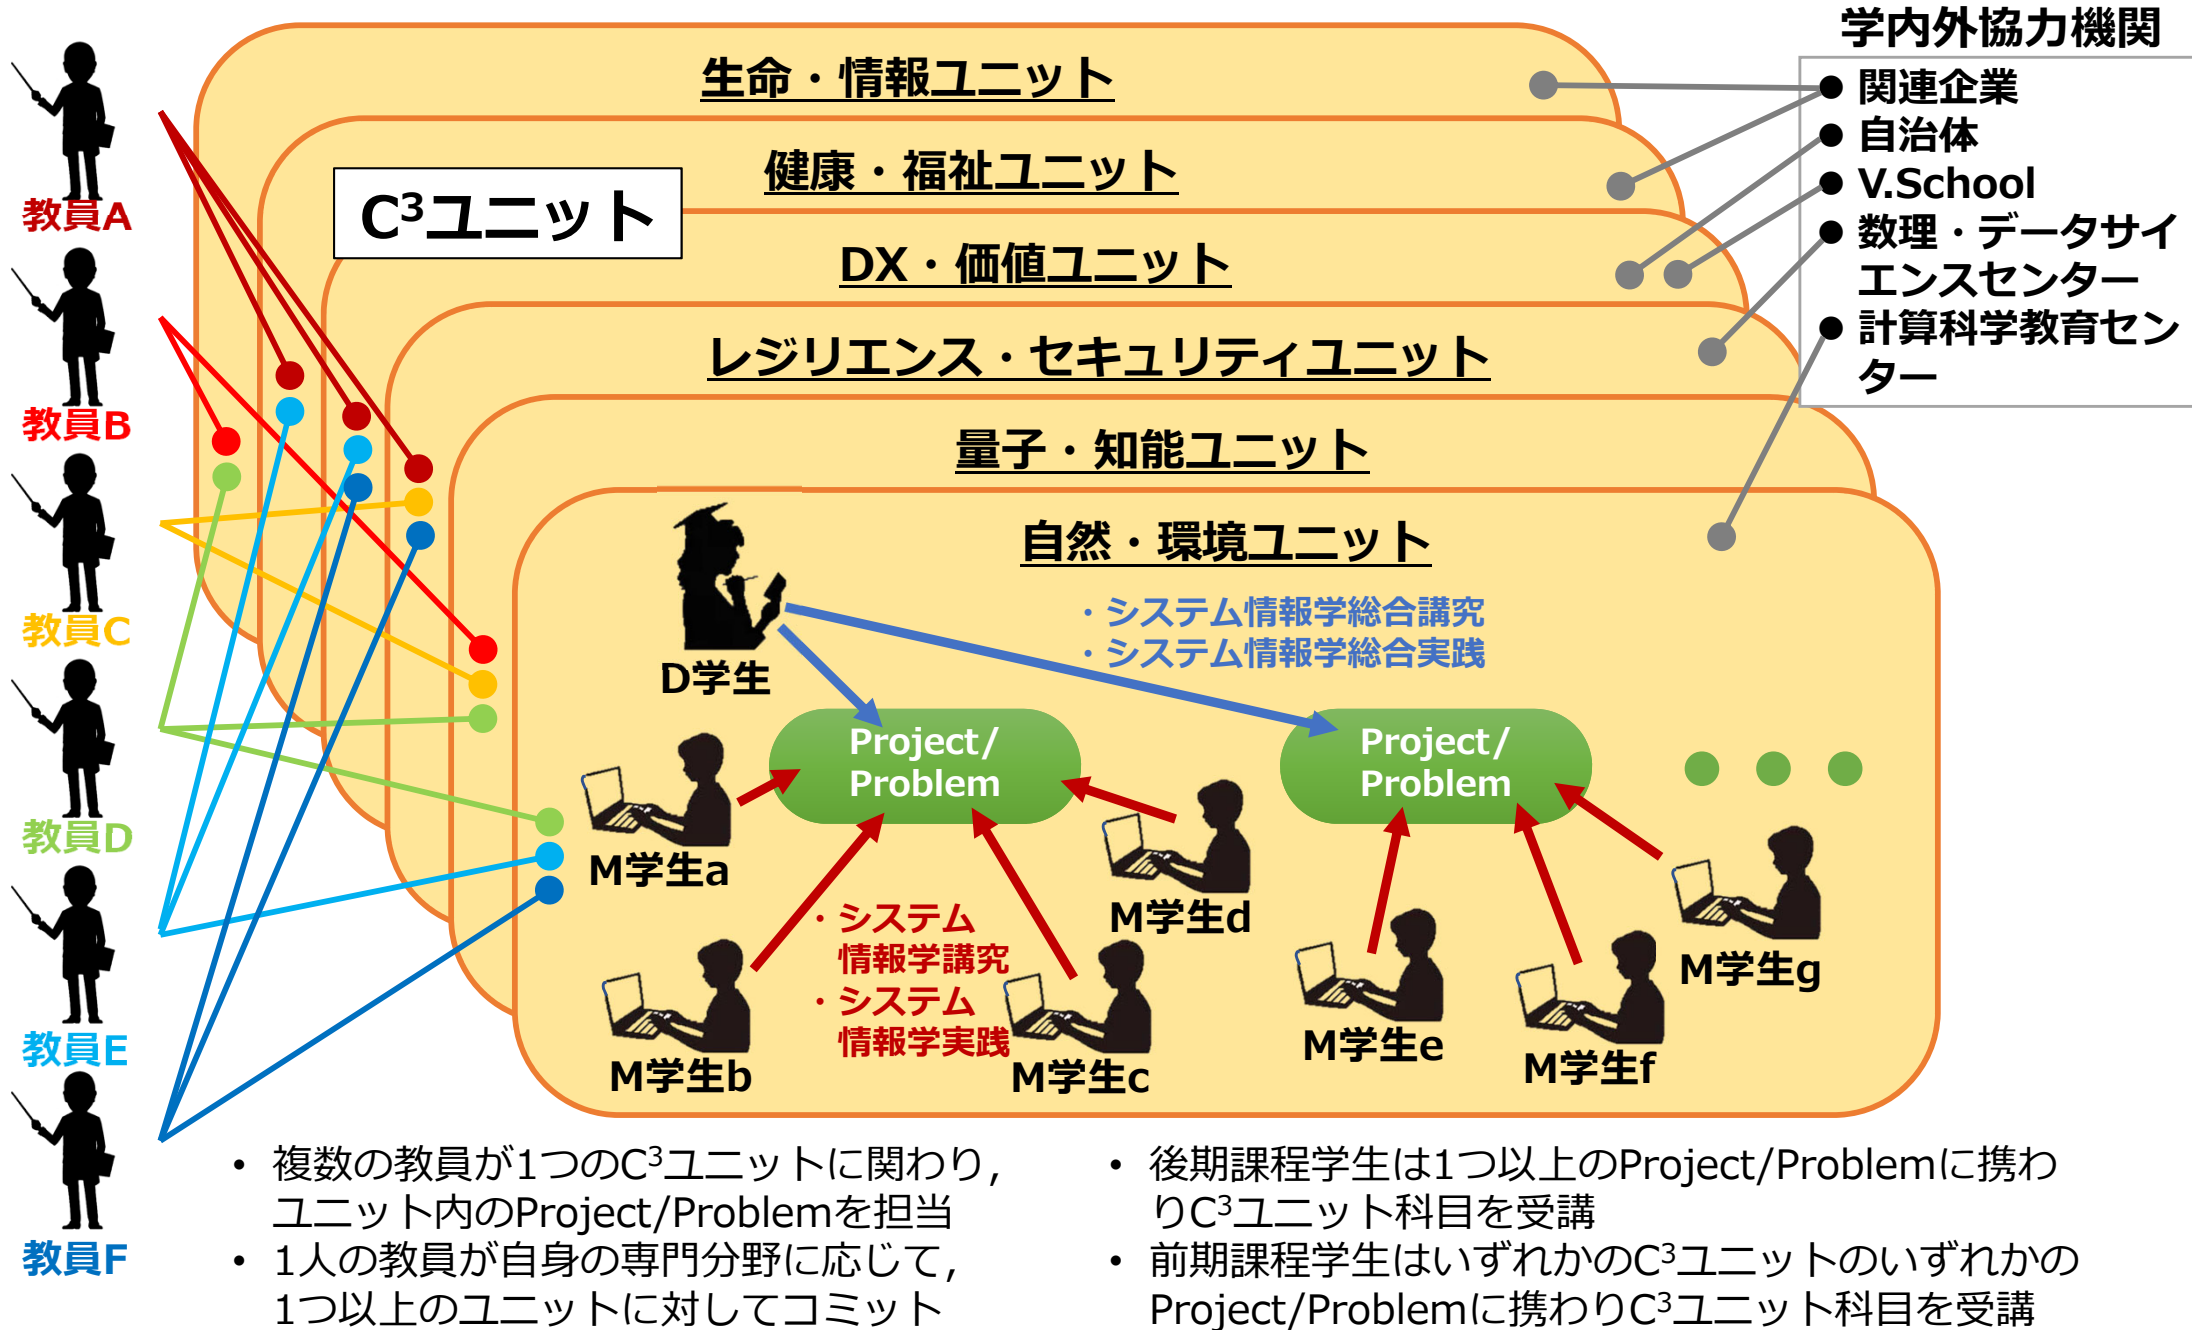 学内外協力機関
● 関連企業
● 自治体
● V.School
● 数理・データサイ
エンスセンター
● 計算科学教育セン
ター
生命・情報ユニット
健康・福祉ユニット
C³ユニット
DX・価値ユニット
レジリエンス・セキュリティユニット
量子・知能ユニット
自然・環境ユニット
教員A
教員B
教員C
教員D
教員E
教員F
・システム情報学総合講究
・システム情報学総合実践
D学生
Project/
Problem
Project/
Problem
M学生a
M学生b
M学生c
M学生d
M学生e
M学生f
M学生g
・システム
情報学講究
・システム
情報学実践
• 複数の教員が1つのC³ユニットに関わり，
ユニット内のProject/Problemを担当
• 1人の教員が自身の専門分野に応じて，
1つ以上のユニットに対してコミット
• 後期課程学生は1つ以上のProject/Problemに携わ
りC³ユニット科目を受講
• 前期課程学生はいずれかのC³ユニットのいずれかの
Project/Problemに携わりC³ユニット科目を受講